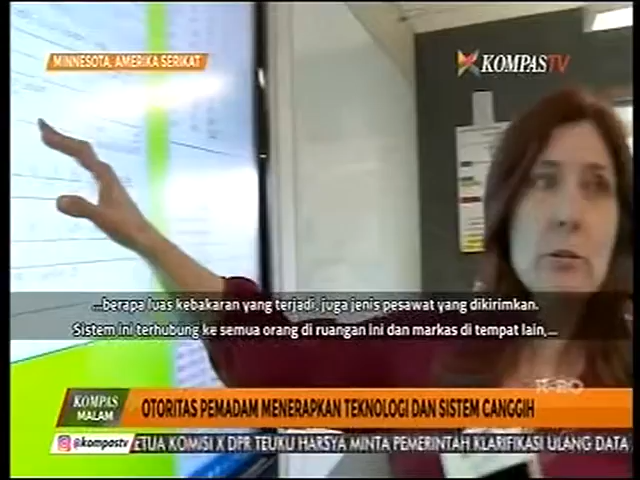 MINNESOTA, AMERIKA SERIKAT
KOMPASTV
...berapa luas kebakaran yang terjadi, juga jenis pesawat yang dikirimkan.
Sistem ini terhubung ke semua orang di ruangan ini dan markas di tempat lain,...
R-BO
KOMPAS
MALAM
OTORITAS PEMADAM MENERAPKAN TEKNOLOGI DAN SISTEM CANGGIH
@kompastv
ETUA KOMISI X DPR TEUKU HARSYA MINTA PEMERINTAH KLARIFIKASI ULANG DATA